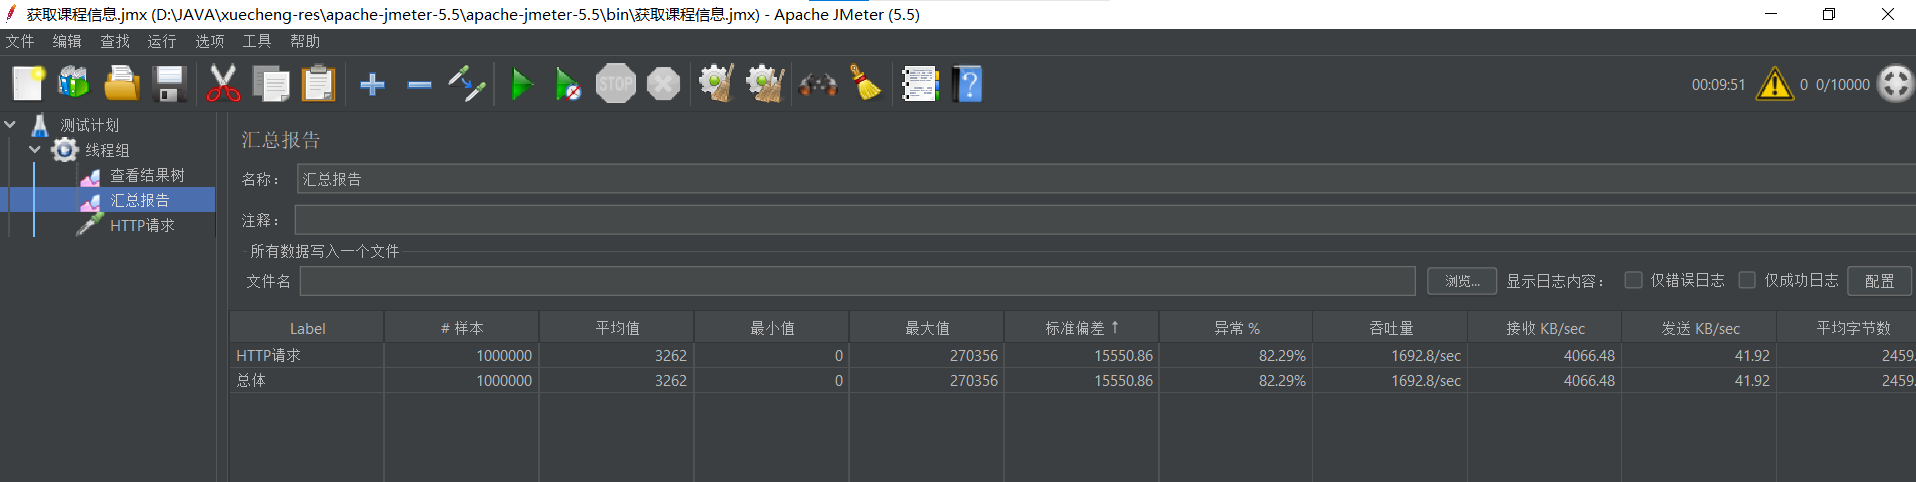 获取课程信息.jmx (D:\JAVA\xuecheng-res\apache-jmeter-5.5\apache-jmeter-5.5\bin\获取课程信息.jmx) - Apache JMeter (5.5)
文件 编辑 查找 运行 选项 工具 帮助
STOP 00:09:51 0 0/10000
测试计划
线程组
查看结果树
汇总报告
HTTP请求
汇总报告
名称： 汇总报告
注释：
所有数据写入一个文件
文件名 浏览... 显示日志内容： 仅错误日志 仅成功日志 配置
Label # 样本 平均值 最小值 最大值 标准偏差 ↑ 异常 % 吞吐量 接收 KB/sec 发送 KB/sec 平均字节数
HTTP请求 1000000 3262 0 270356 15550.86 82.29% 1692.8/sec 4066.48 41.92 2459.
总体 1000000 3262 0 270356 15550.86 82.29% 1692.8/sec 4066.48 41.92 2459.